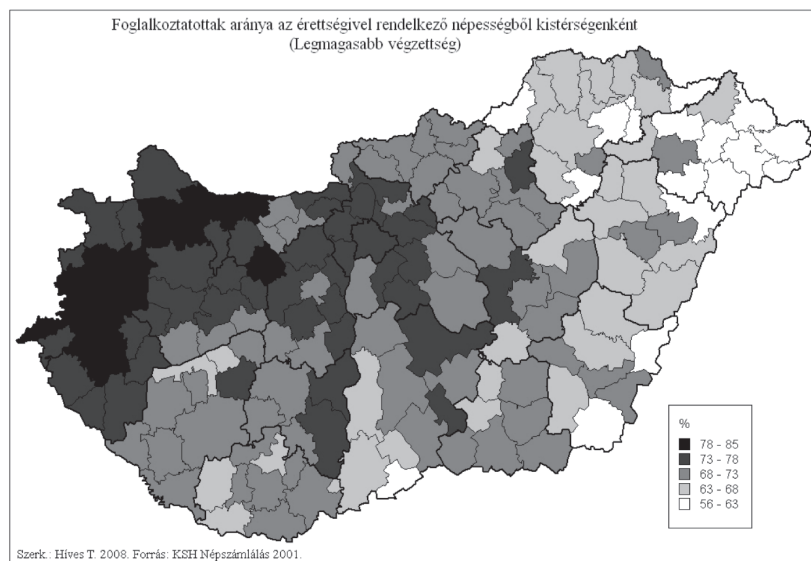 Foglalkoztatottak aránya az érettségivel rendelkező népességből kistérségenként
(Legmagasabb végzettség)
%
78 - 85
73 - 78
68 - 73
63 - 68
56 - 63
Szerk.: Híves T. 2008. Forrás: KSH Népszámlálás 2001.